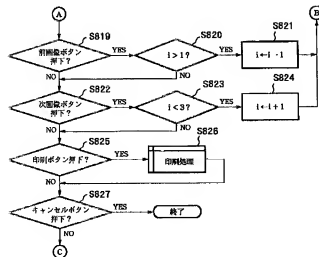 A
B
S819
前画像ボタン
押下?
YES
NO
S820
i>1?
YES
NO
S821
i←i-1
S822
次画像ボタン
押下?
YES
NO
S823
i<3?
YES
NO
S824
i←i+1
S825
印刷ボタン押下?
YES
NO
S826
印刷処理
S827
キャンセルボタン
押下?
YES
NO
終了
C